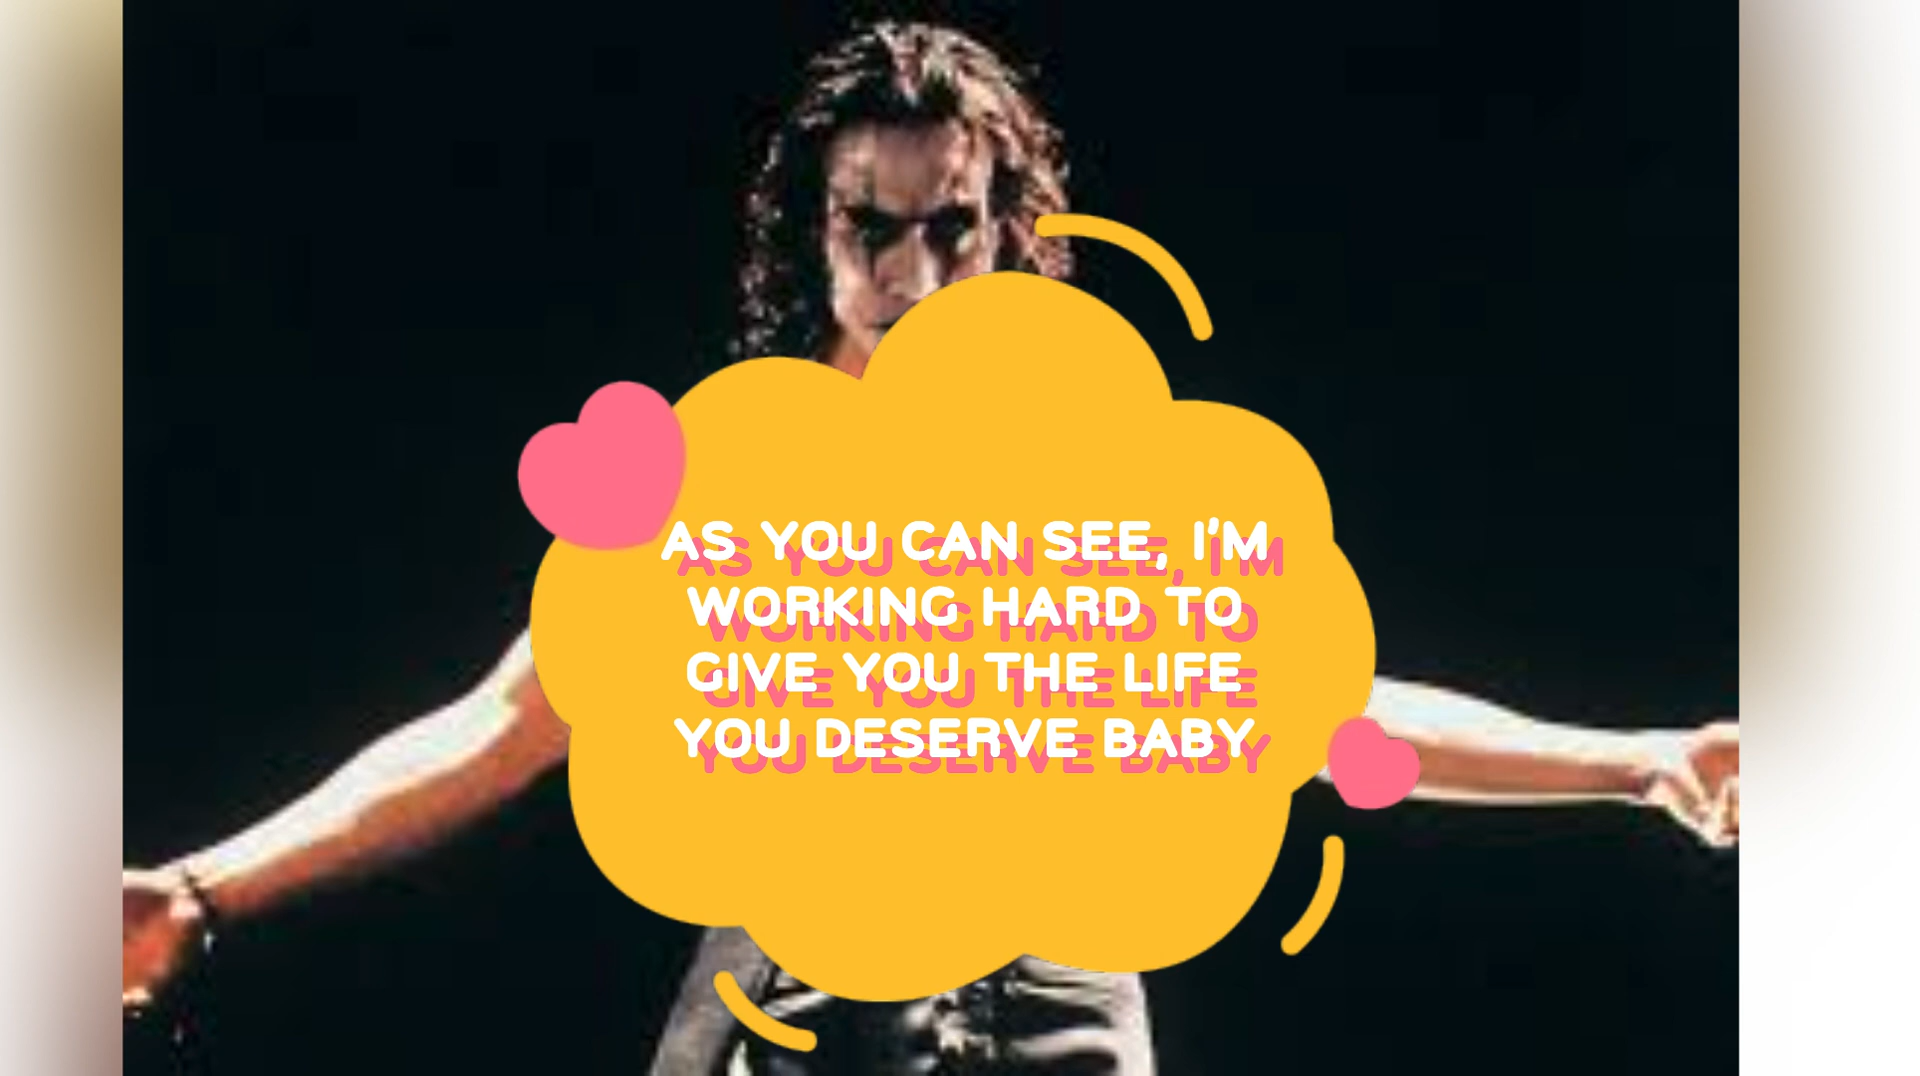 AS YOU CAN SEE, I'M
WORKING HARD TO
GIVE YOU THE LIFE
YOU DESERVE BABY